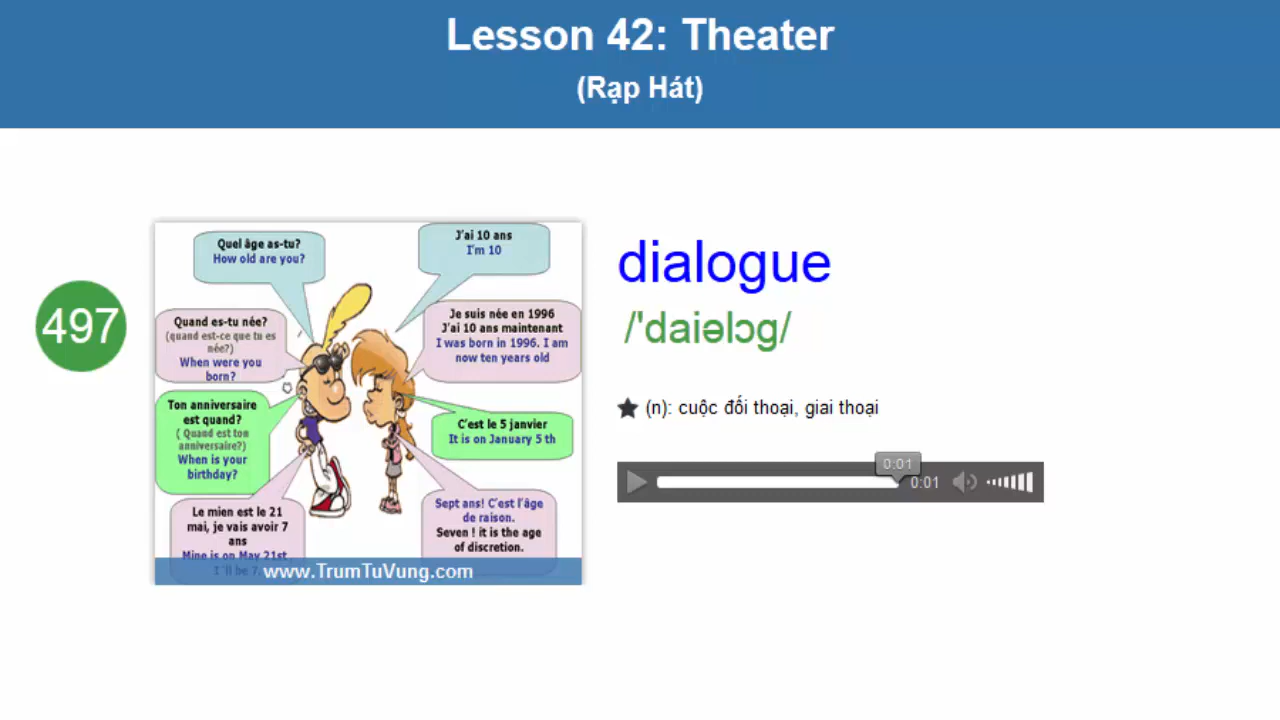 Lesson 42: Theater
(Rạp Hát)
497
Quel âge as-tu?
How old are you?
J'ai 10 ans
I'm 10
Quand es-tu née?
(quand est-ce que tu es
née?)
When were you
born?
Je suis née en 1996
J'ai 10 ans maintenant
I was born in 1996. I am
now ten years old
Ton anniversaire
est quand?
( Quand est ton
anniversaire?)
When is your
birthday?
C'est le 5 janvier
It is on January 5 th
Le mien est le 21
mai, je vais avoir 7
ans
Mine is on May 21st,
I 'll be 7.
Sept ans! C'est l'âge
de raison.
Seven ! it is the age
of discretion.
www.TrumTuVung.com
dialogue
/'daiəlɔg/
★ (n): cuộc đối thoại, giai thoại
0:01
0:01